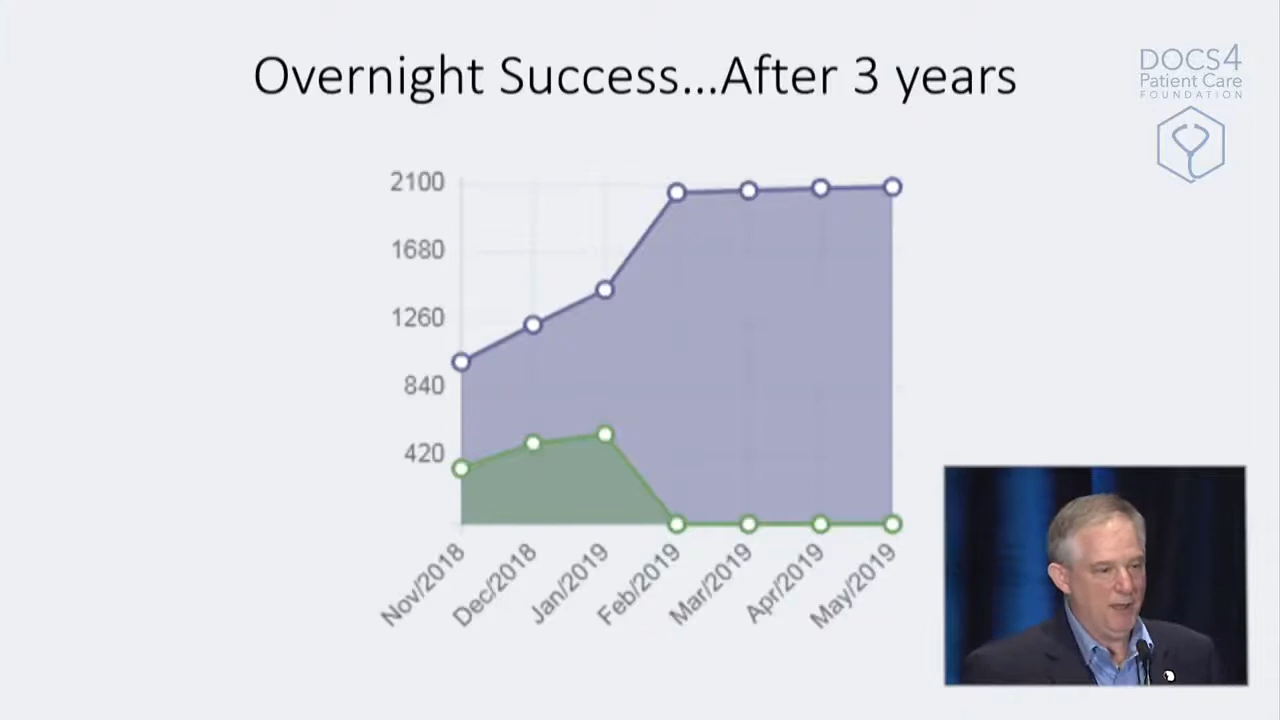 Overnight Success...After 3 years
DOCS4
Patient Care
FOUNDATION
2100
1680
1260
840
420
Nov/2018
Dec/2018
Jan/2019
Feb/2019
Mar/2019
Apr/2019
May/2019